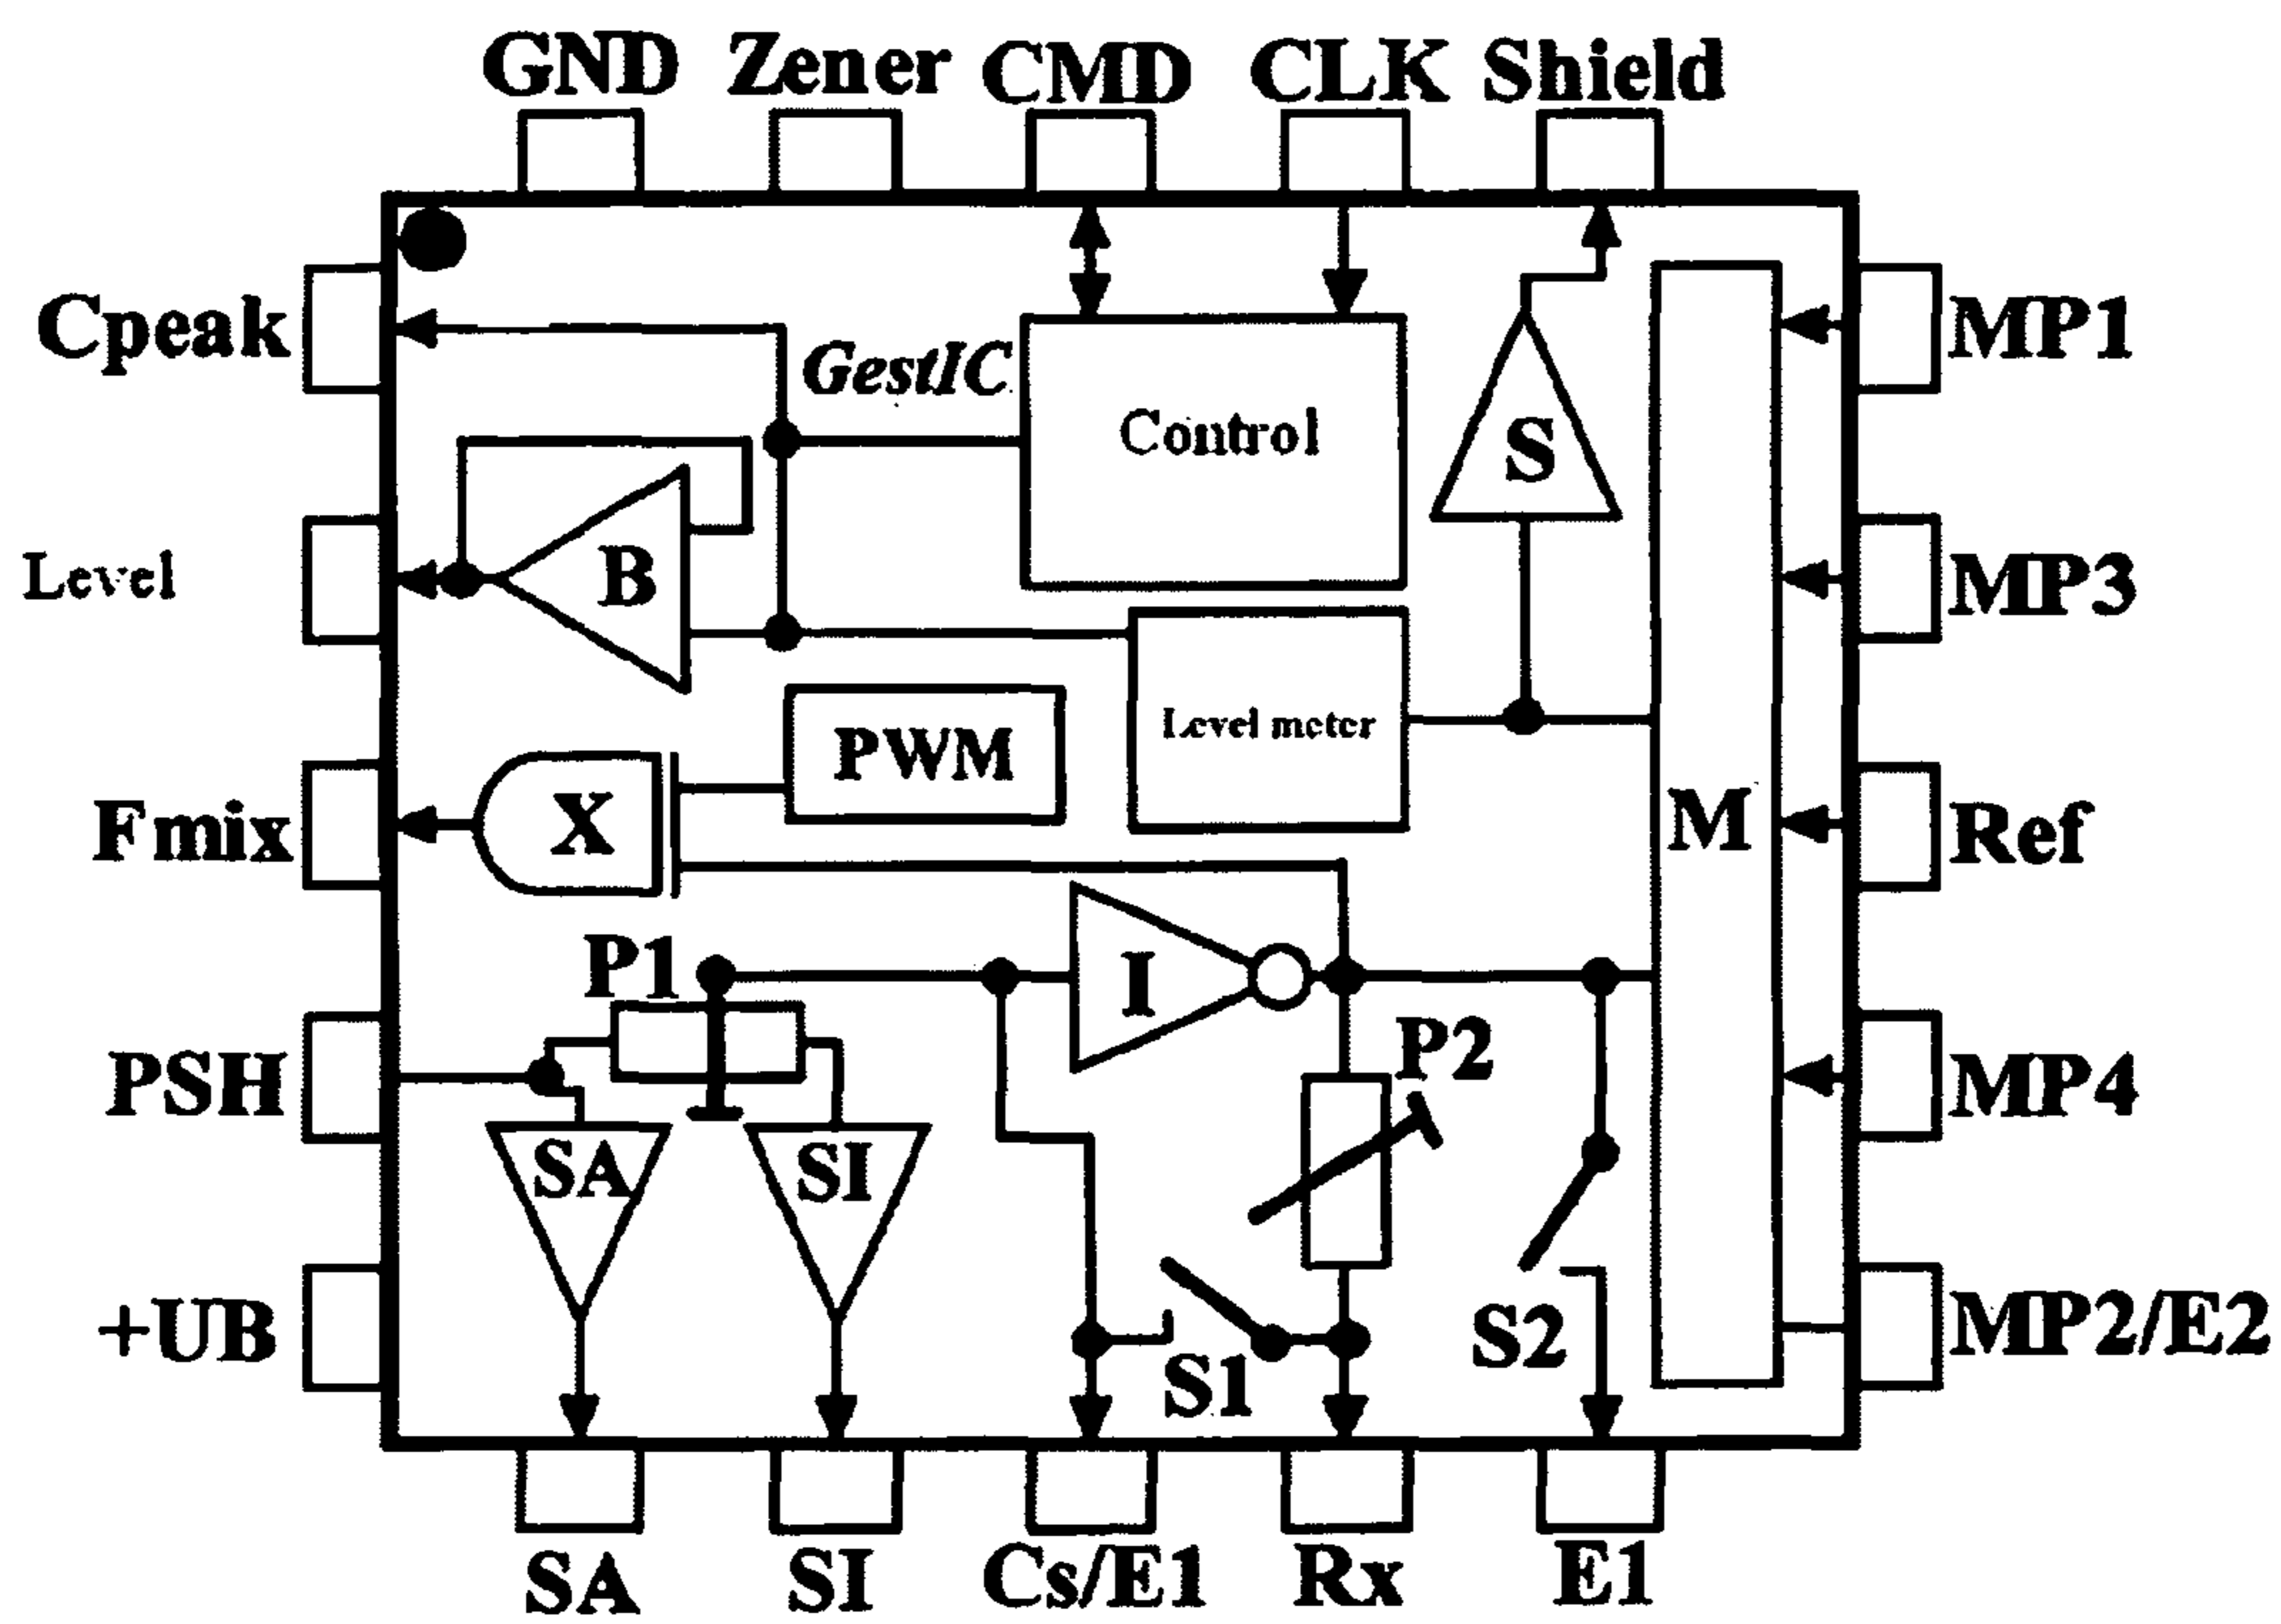 GND Zener CMD CLK Shield
Cpeak
GestIC
Control
S
MP1
Level
B
MP3
Level meter
PWM
Fmix
X
M
Ref
P1
I
P2
PSH
SA
SI
MP4
+UB
S1
S2
MP2/E2
SA SI Cs/E1 Rx E1